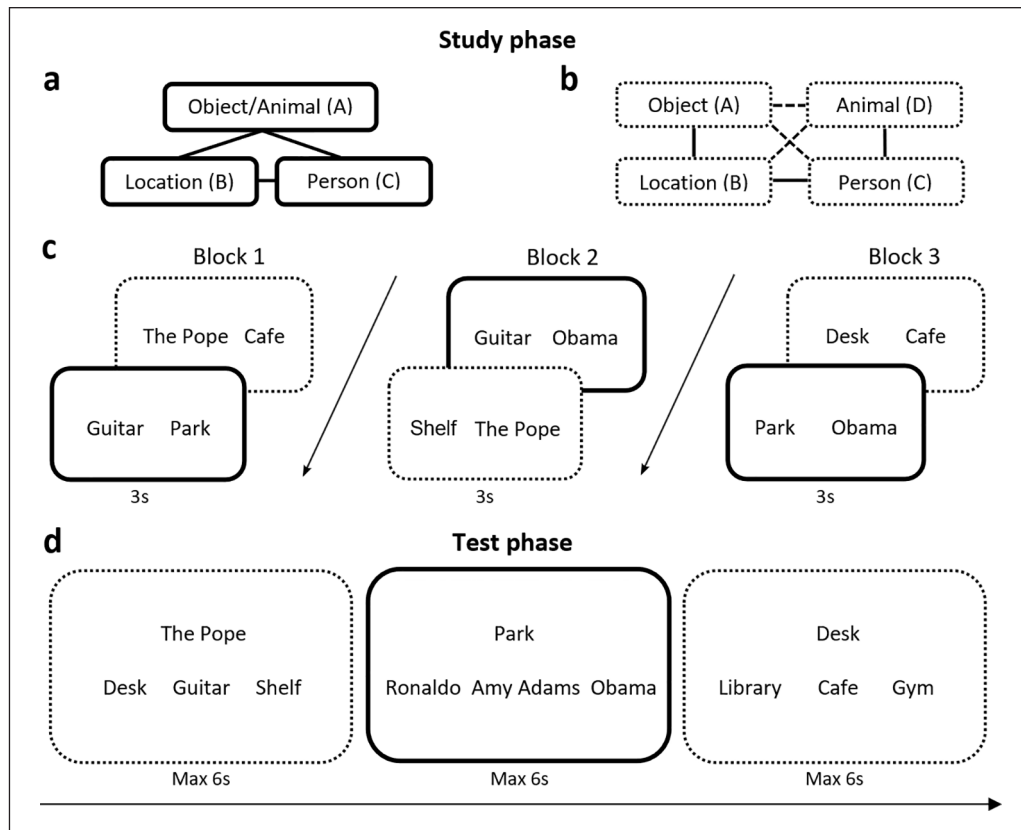 Study phase
a
Object/Animal (A)
Location (B) Person (C)
b
Object (A) Animal (D)
Location (B) Person (C)
c
Block 1
The Pope Cafe
Guitar Park
3s
Block 2
Guitar Obama
Shelf The Pope
3s
Block 3
Desk Cafe
Park Obama
3s
d
Test phase
The Pope
Desk Guitar Shelf
Max 6s
Park
Ronaldo Amy Adams Obama
Max 6s
Desk
Library Cafe Gym
Max 6s